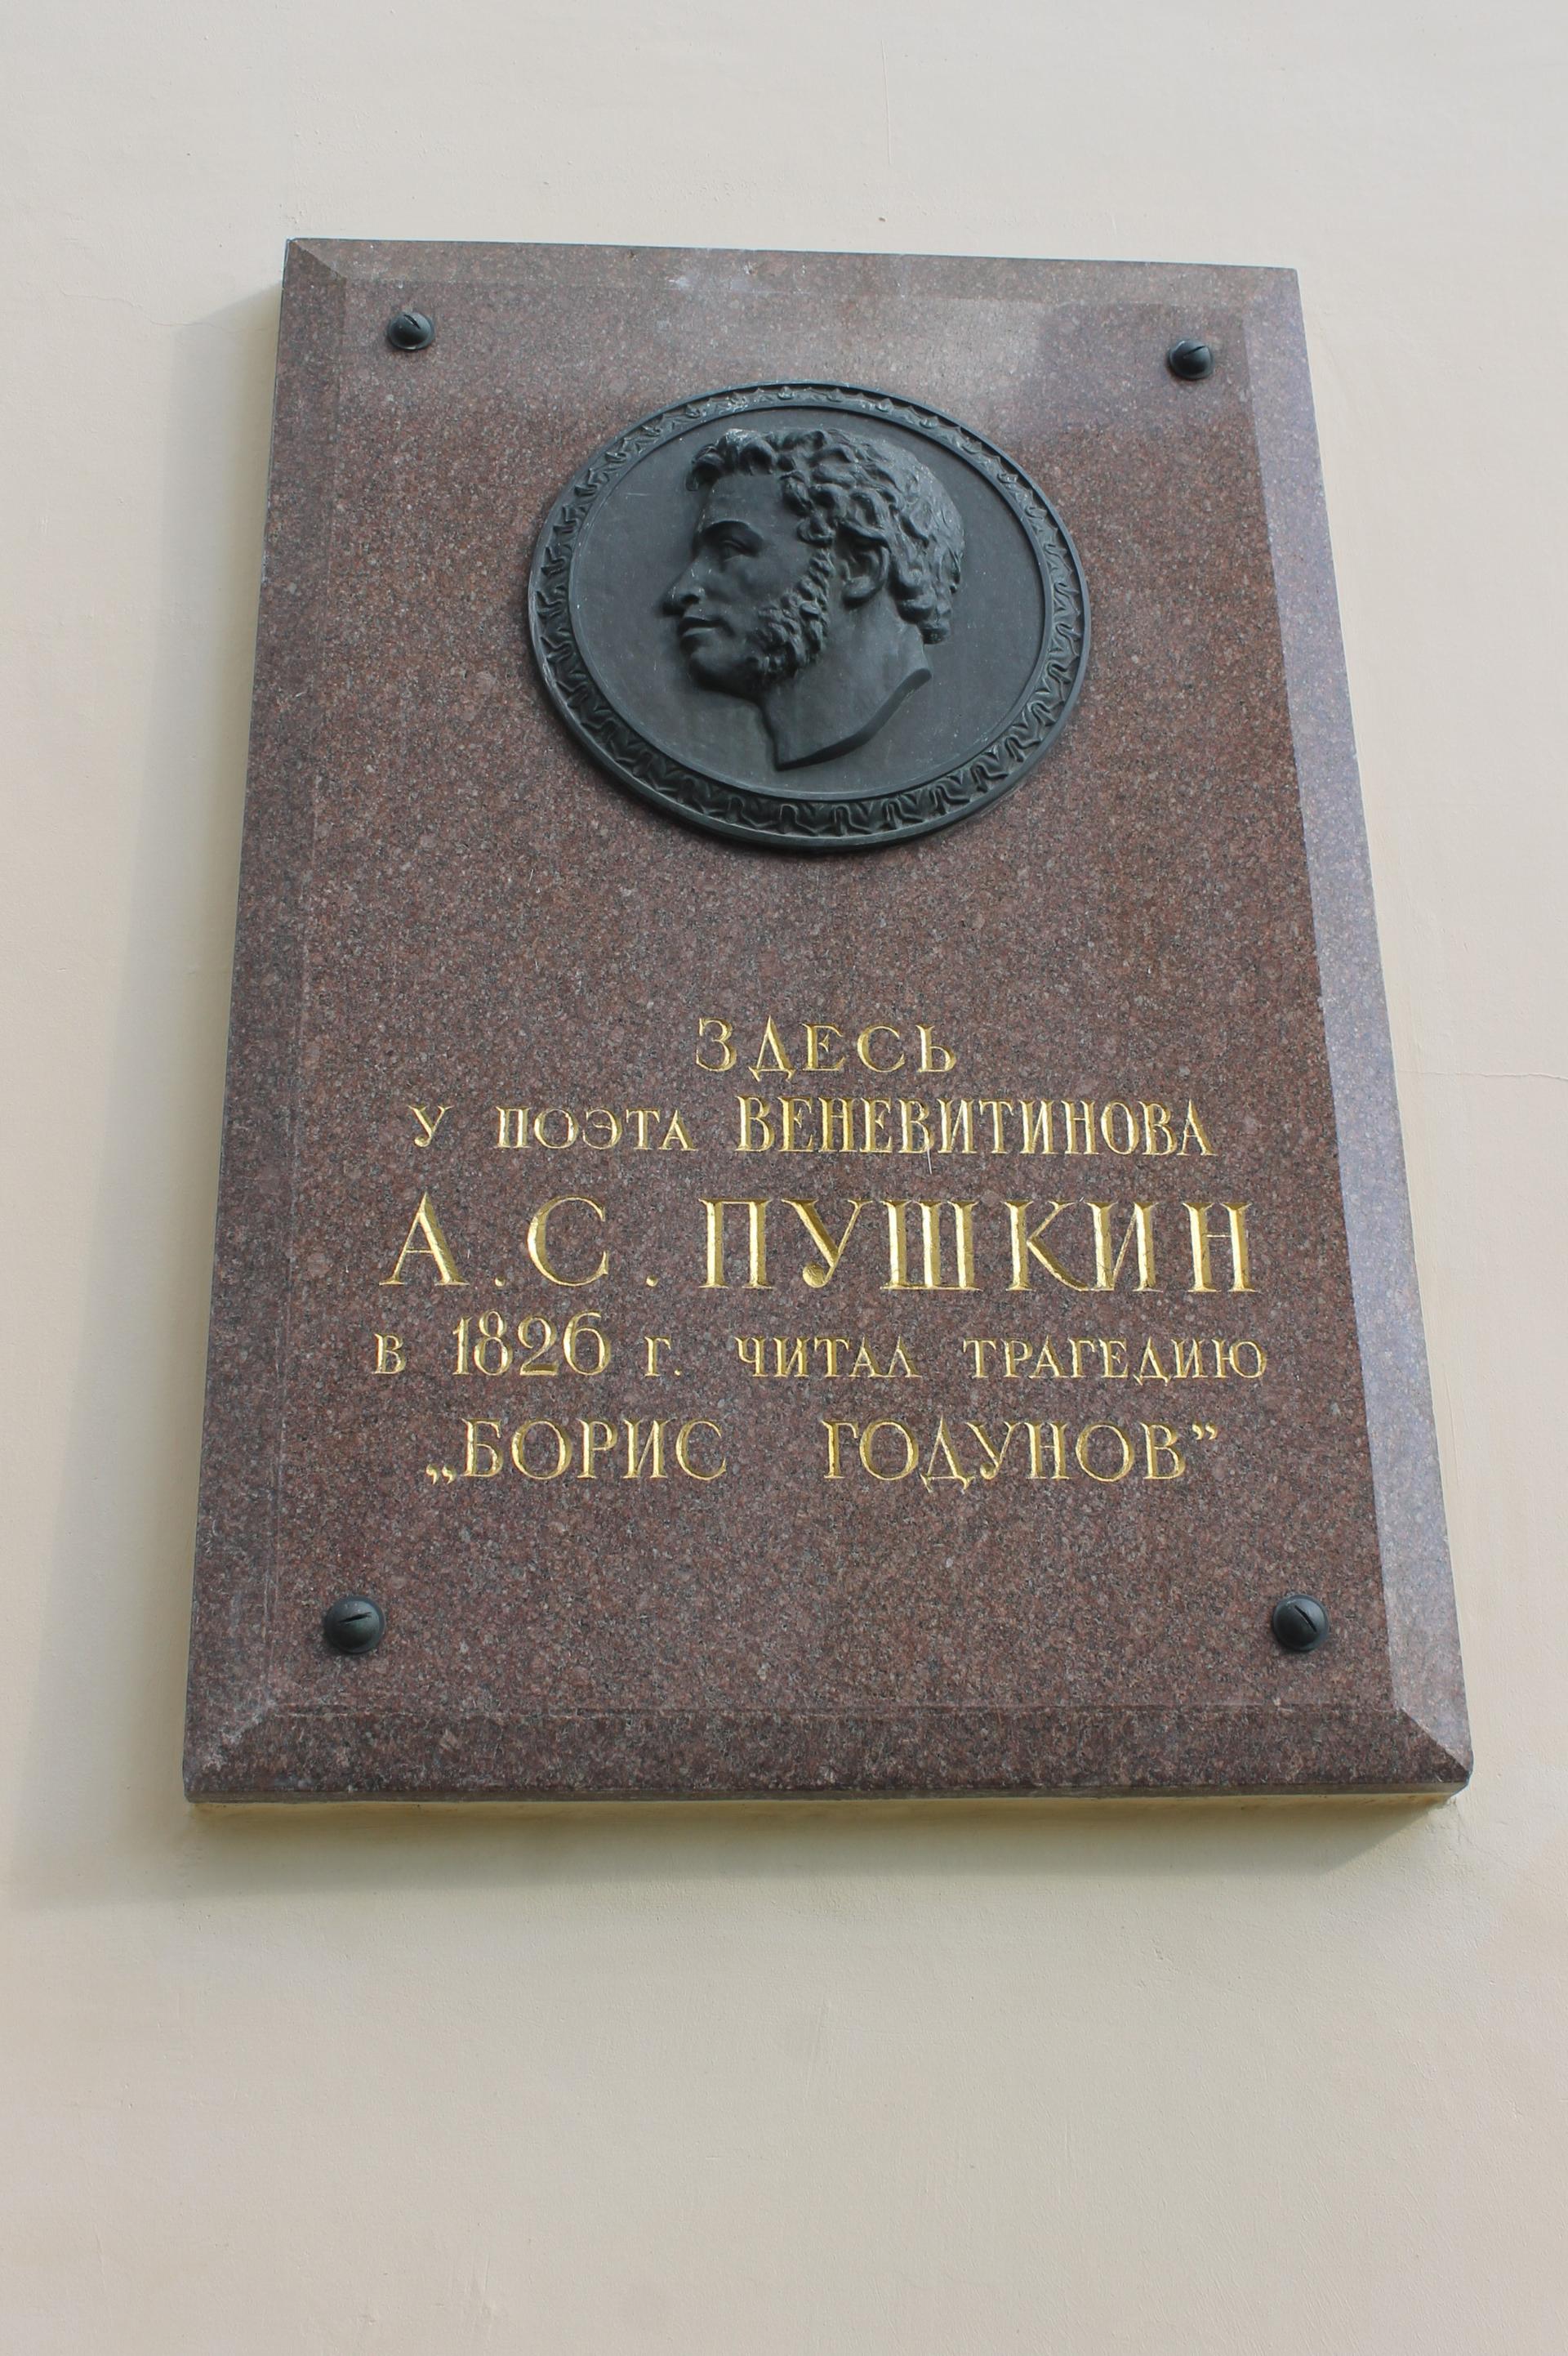 ЗДЕСЬ
У ПОЭТА ВЕНЕВИТИНОВА
А.С. ПУШКИН
В 1826 Г. ЧИТАЛ ТРАГЕДИЮ
„БОРИС ГОДУНОВ”